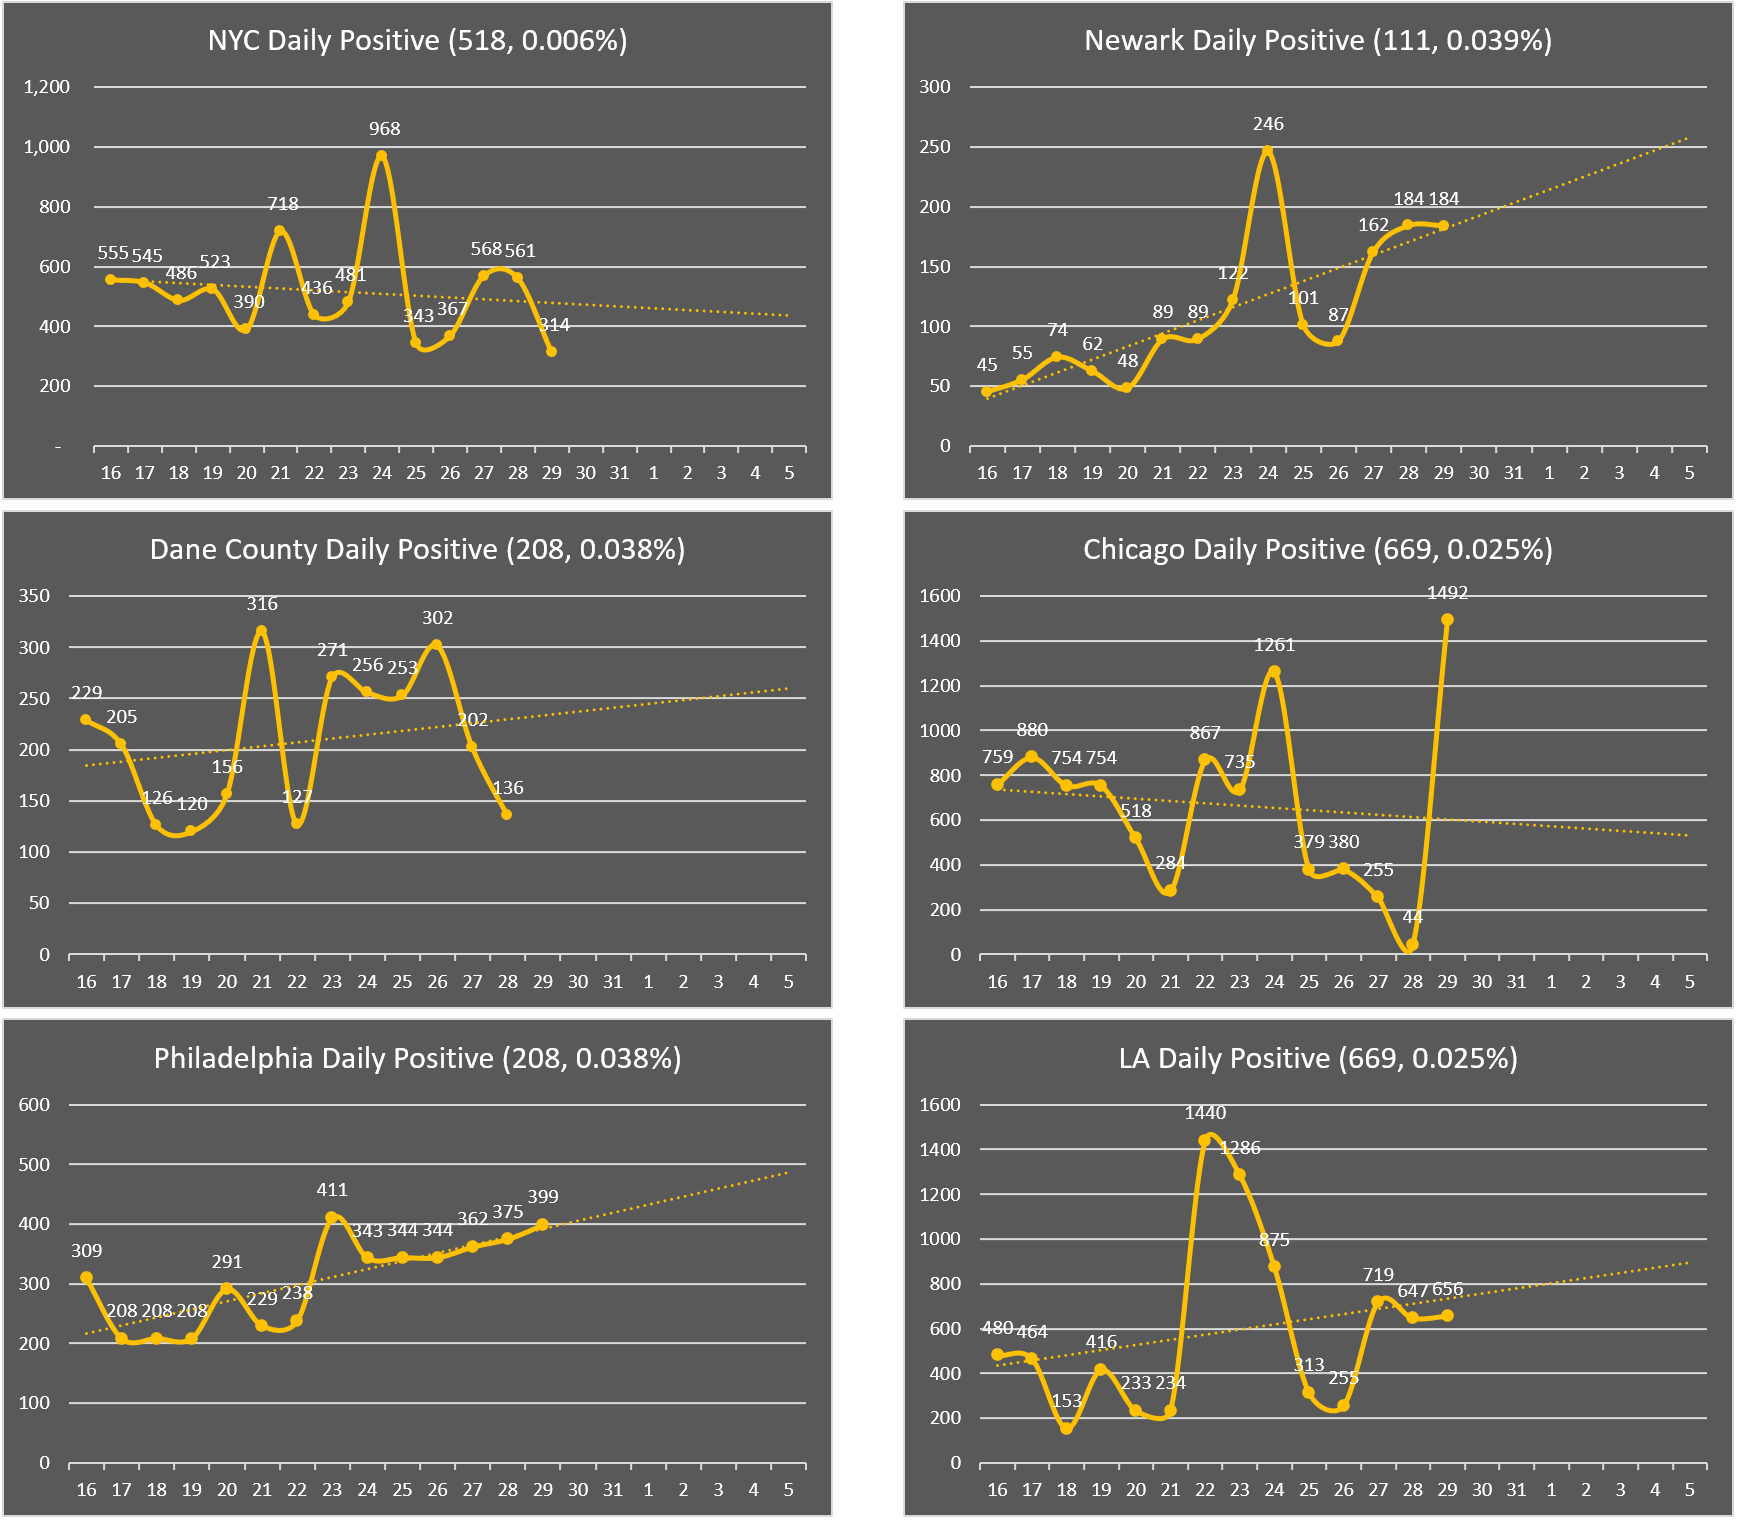 NYC Daily Positive (518, 0.006%)
1,200
1,000
800
600
400
200
-
555 545 486 523 390 718 436 481 968 343 367 568 561 314
16 17 18 19 20 21 22 23 24 25 26 27 28 29 30 31 1 2 3 4 5
Newark Daily Positive (111, 0.039%)
300
250
200
150
100
50
0
45 55 74 62 48 89 89 122 246 101 87 162 184 184
16 17 18 19 20 21 22 23 24 25 26 27 28 29 30 31 1 2 3 4 5
Dane County Daily Positive (208, 0.038%)
350
300
250
200
150
100
50
0
229 205 126 120 156 316 127 271 256 253 302 202 136
16 17 18 19 20 21 22 23 24 25 26 27 28 29 30 31 1 2 3 4 5
Chicago Daily Positive (669, 0.025%)
1600
1400
1200
1000
800
600
400
200
0
759 880 754 754 518 284 867 735 1261 379 380 255 44 1492
16 17 18 19 20 21 22 23 24 25 26 27 28 29 30 31 1 2 3 4 5
Philadelphia Daily Positive (208, 0.038%)
600
500
400
300
200
100
0
309 208 208 208 291 229 238 411 343 344 344 362 375 399
16 17 18 19 20 21 22 23 24 25 26 27 28 29 30 31 1 2 3 4 5
LA Daily Positive (669, 0.025%)
1600
1400
1200
1000
800
600
400
200
0
480 464 153 416 233 234 1440 1286 875 313 255 719 647 656
16 17 18 19 20 21 22 23 24 25 26 27 28 29 30 31 1 2 3 4 5